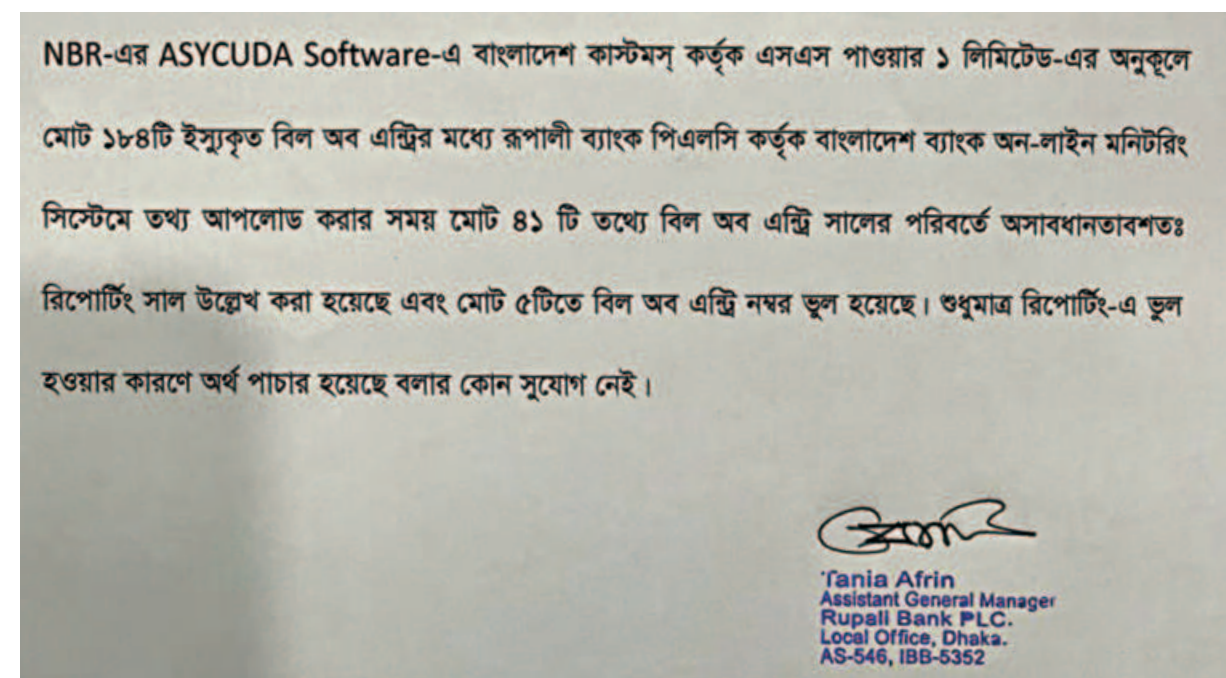 NBR-এর ASYCUDA Software-এ বাংলাদেশ কাস্টমস্ কর্তৃক এসএস পাওয়ার ১ লিমিটেড-এর অনুকূলে
মোট ১৮৪টি ইস্যুকৃত বিল অব এন্ট্রির মধ্যে রূপালী ব্যাংক পিএলসি কর্তৃক বাংলাদেশ ব্যাংক অন-লাইন মনিটরিং
সিস্টেমে তথ্য আপলোড করার সময় মোট ৪১ টি তথ্যে বিল অব এন্ট্রি সালের পরিবর্তে অসাবধানতাবশতঃ
রিপোর্টিং সাল উল্লেখ করা হয়েছে এবং মোট ৫টিতে বিল অব এন্ট্রি নম্বর ভুল হয়েছে। শুধুমাত্র রিপোর্টিং-এ ভুল
হওয়ার কারণে অর্থ পাচার হয়েছে বলার কোন সুযোগ নেই।
Tania Afrin
Assistant General Manager
Rupali Bank PLC.
Local Office, Dhaka.
AS-546, IBB-5352